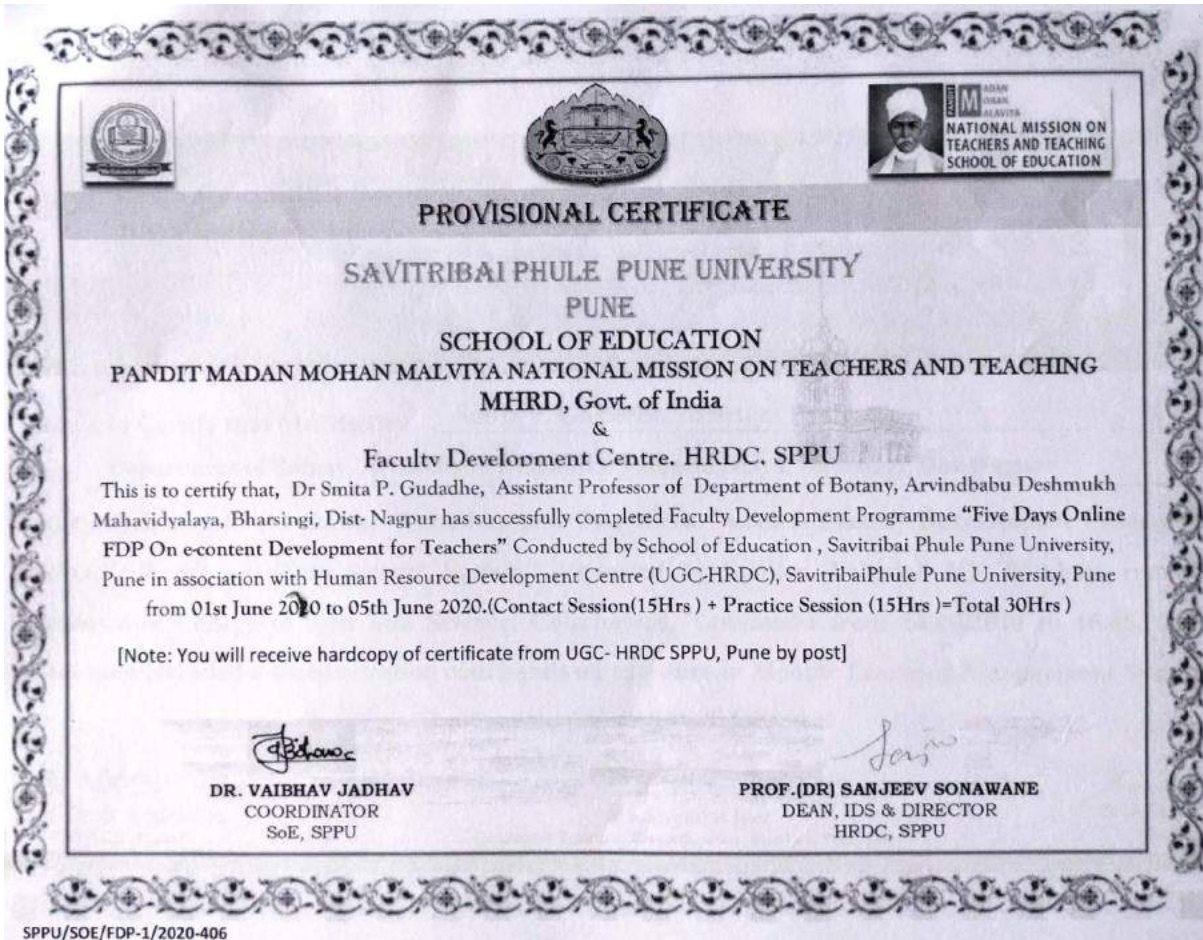 PANDIT
MADAN
MOHAN
MALAVIYA
NATIONAL MISSION ON
TEACHERS AND TEACHING
SCHOOL OF EDUCATION
PROVISIONAL CERTIFICATE
SAVITRIBAI PHULE PUNE UNIVERSITY
PUNE
SCHOOL OF EDUCATION
PANDIT MADAN MOHAN MALVIYA NATIONAL MISSION ON TEACHERS AND TEACHING
MHRD, Govt. of India
&
Faculty Development Centre, HRDC, SPPU
This is to certify that, Dr Smita P. Gudadhe, Assistant Professor of Department of Botany, Arvindbabu Deshmukh
Mahavidyalaya, Bharsingi, Dist- Nagpur has successfully completed Faculty Development Programme "Five Days Online
FDP On e-content Development for Teachers" Conducted by School of Education , Savitribai Phule Pune University,
Pune in association with Human Resource Development Centre (UGC-HRDC), SavitribaiPhule Pune University, Pune
from 01st June 2020 to 05th June 2020.(Contact Session(15Hrs ) + Practice Session (15Hrs )=Total 30Hrs )
[Note: You will receive hardcopy of certificate from UGC- HRDC SPPU, Pune by post]
DR. VAIBHAV JADHAV
COORDINATOR
SoE, SPPU
PROF.(DR) SANJEEV SONAWANE
DEAN, IDS & DIRECTOR
HRDC, SPPU
SPPU/SOE/FDP-1/2020-406